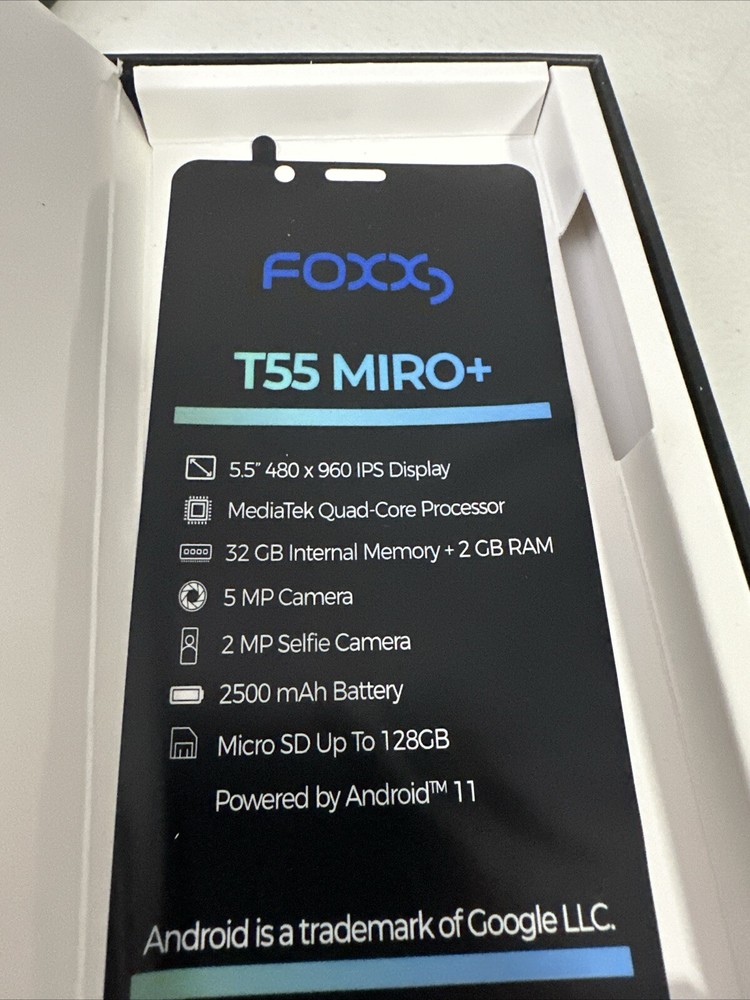 FOXX
T55 MIRO+
5.5" 480 x 960 IPS Display
MediaTek Quad-Core Processor
32 GB Internal Memory + 2 GB RAM
5 MP Camera
2 MP Selfie Camera
2500 mAh Battery
Micro SD Up To 128GB
Powered by Android™ 11
Android is a trademark of Google LLC.